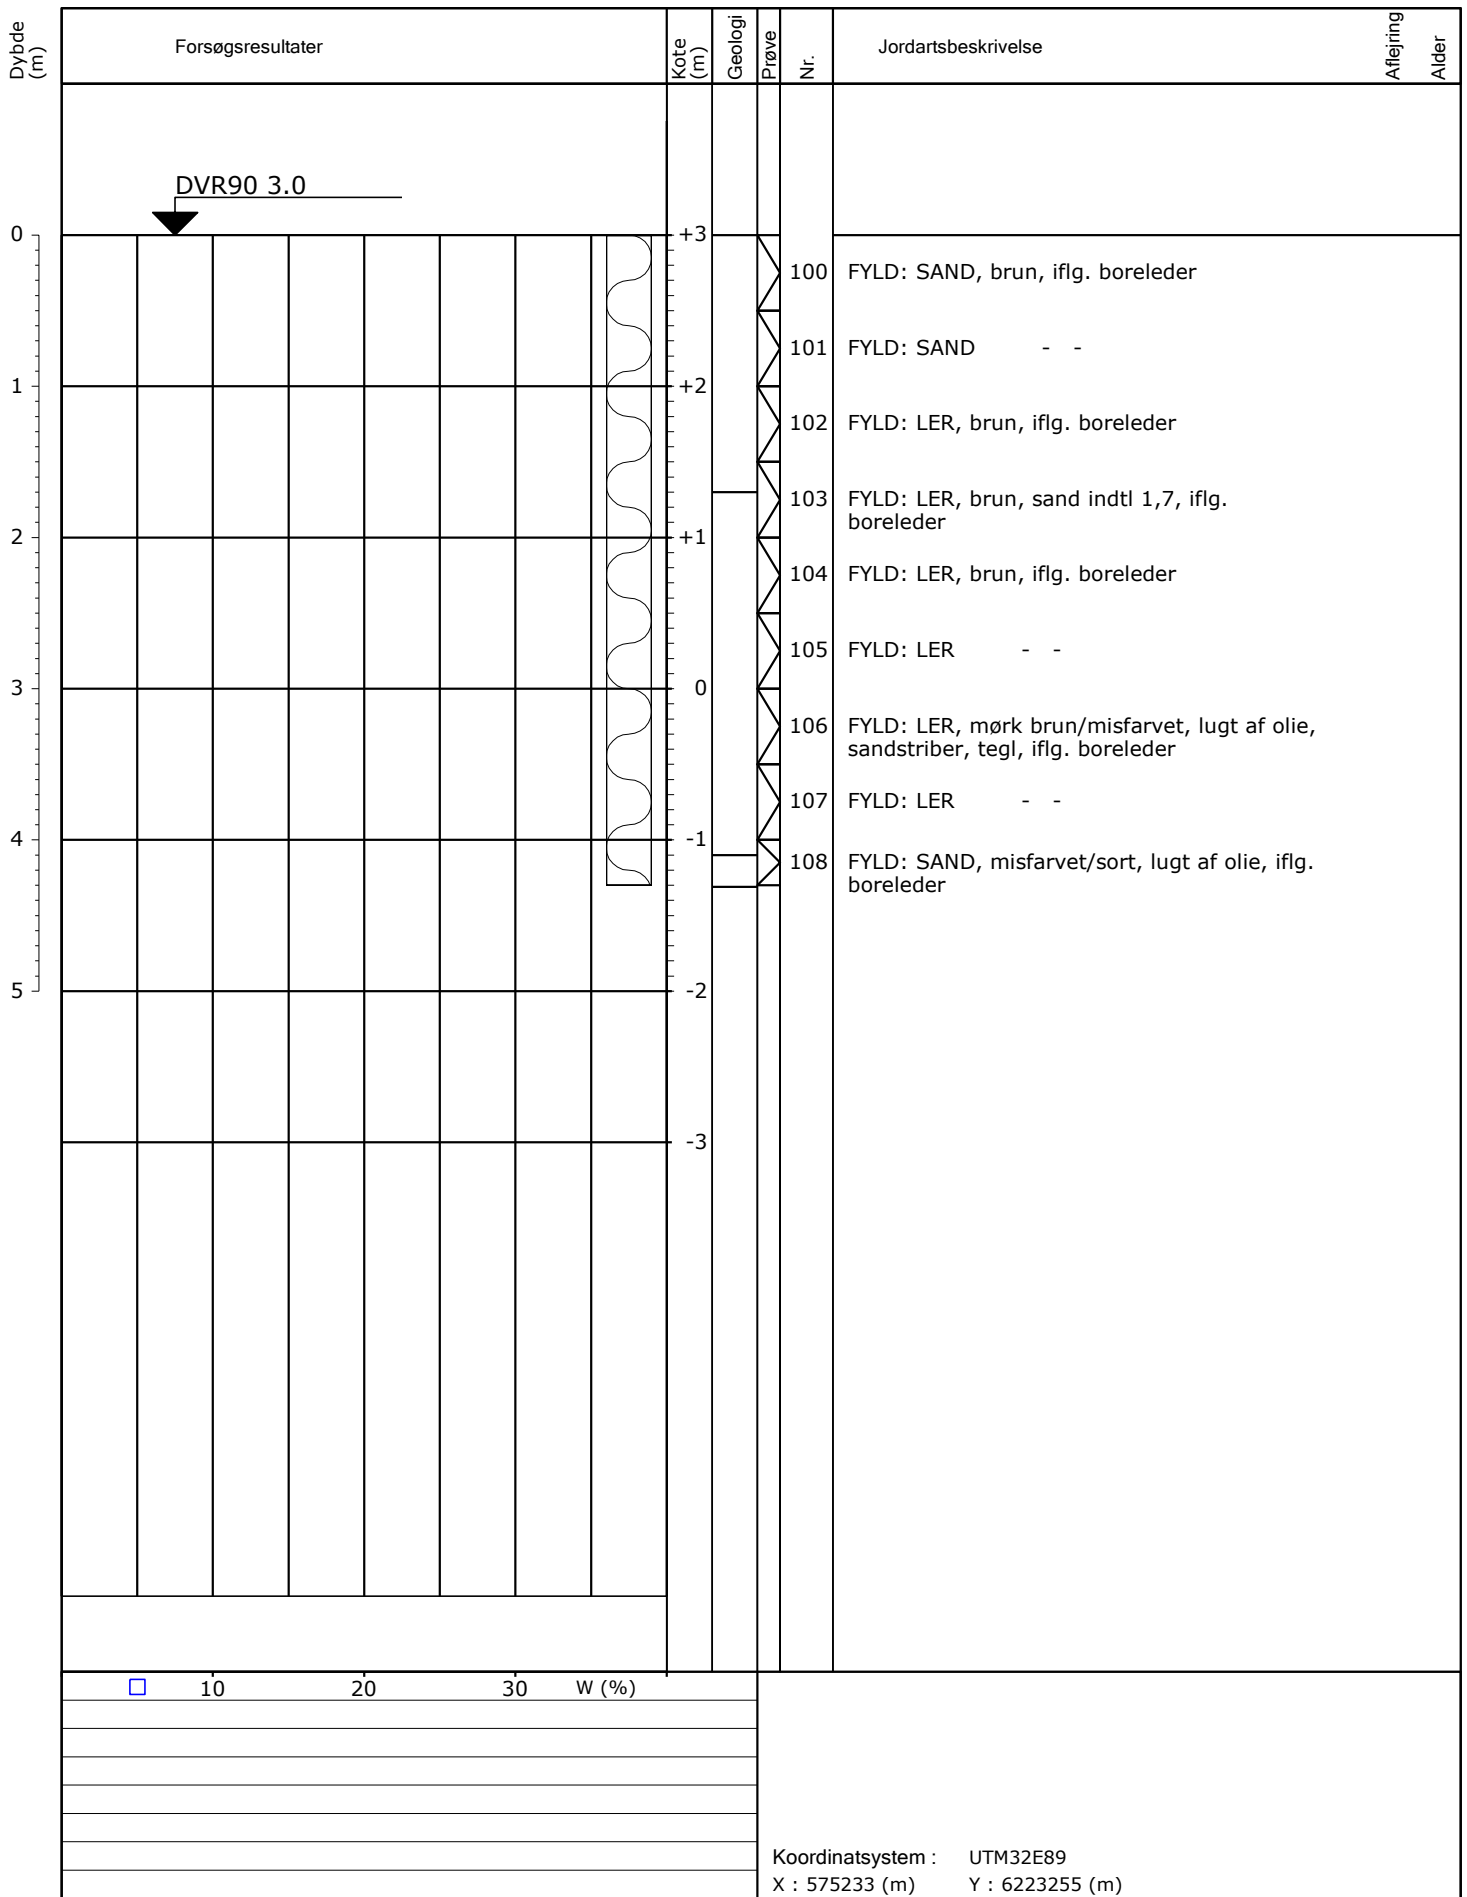 Dybde (m)
Forsøgsresultater
Kote (m)
Geologi
Prøve
Nr.
Jordartsbeskrivelse
Aflejring
Alder
DVR90 3.0
0
+3
100 FYLD: SAND, brun, iflg. boreleder
101 FYLD: SAND - -
1
+2
102 FYLD: LER, brun, iflg. boreleder
103 FYLD: LER, brun, sand indtl 1,7, iflg.
boreleder
2
+1
104 FYLD: LER, brun, iflg. boreleder
105 FYLD: LER - -
3
0
106 FYLD: LER, mørk brun/misfarvet, lugt af olie,
sandstriber, tegl, iflg. boreleder
107 FYLD: LER - -
4
-1
108 FYLD: SAND, misfarvet/sort, lugt af olie, iflg.
boreleder
5
-2
-3
10 20 30 W (%)
Koordinatsystem : UTM32E89
X : 575233 (m) Y : 6223255 (m)